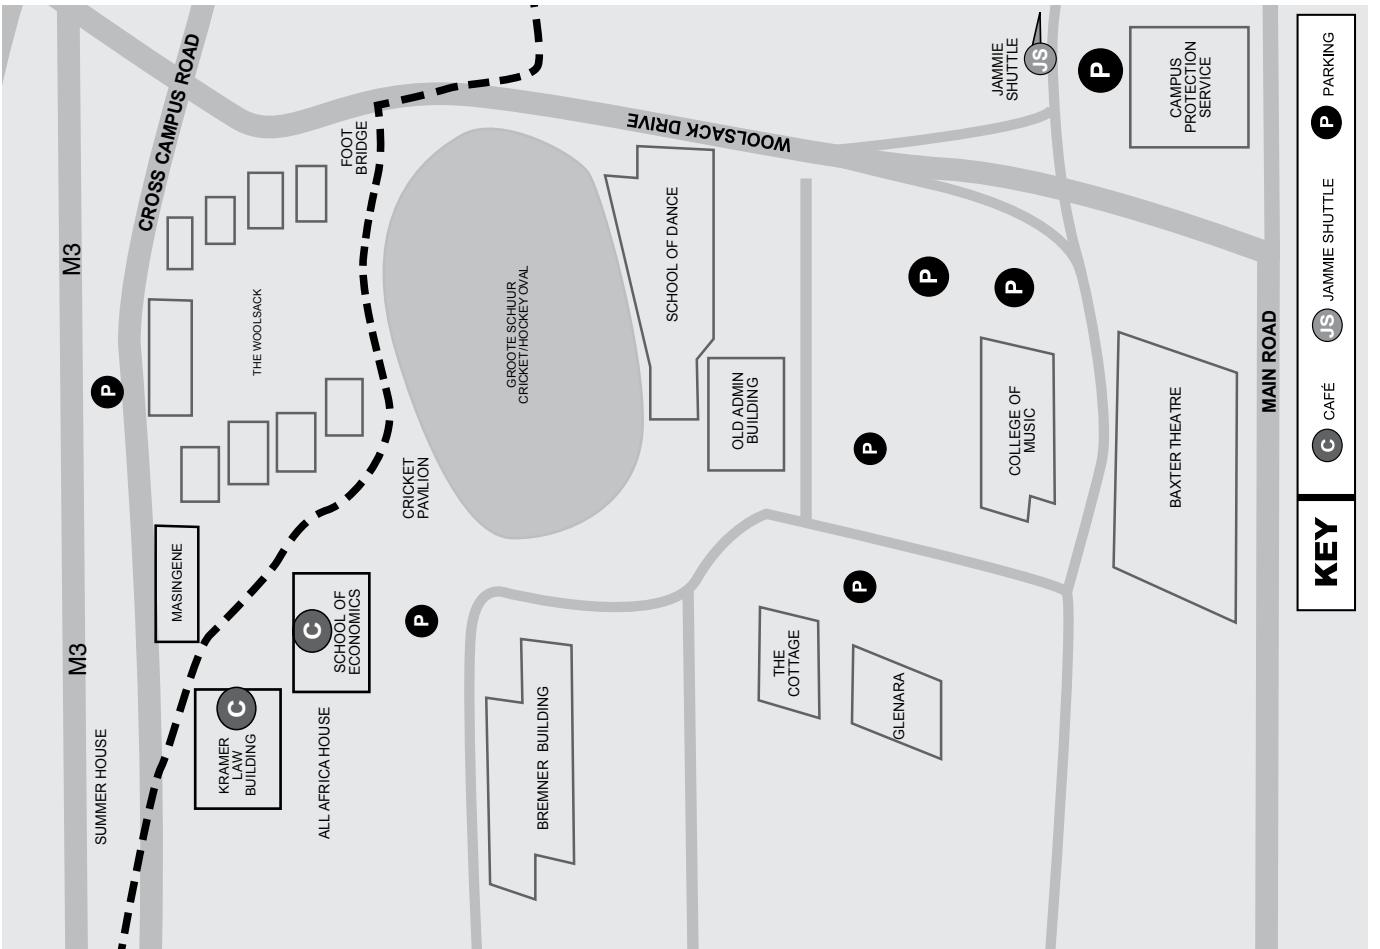 M3
M3
CROSS CAMPUS ROAD
SUMMER HOUSE
P
MASINGENE
C
KRAMER
LAW
BUILDING
THE WOOLSACK
C
SCHOOL OF
ECONOMICS
ALL AFRICA HOUSE
FOOT
BRIDGE
CRICKET
PAVILION
P
GROOTE SCHUUR
CRICKET/HOCKEY OVAL
BREMNER BUILDING
WOOLSACK DRIVE
SCHOOL OF DANCE
OLD ADMIN
BUILDING
P
P
P
P
THE
COTTAGE
GLENARA
COLLEGE OF
MUSIC
JAMMIE
SHUTTLE
JS
P
CAMPUS
PROTECTION
SERVICE
BAXTER THEATRE
MAIN ROAD
KEY
C CAFÉ
JS JAMMIE SHUTTLE
P PARKING